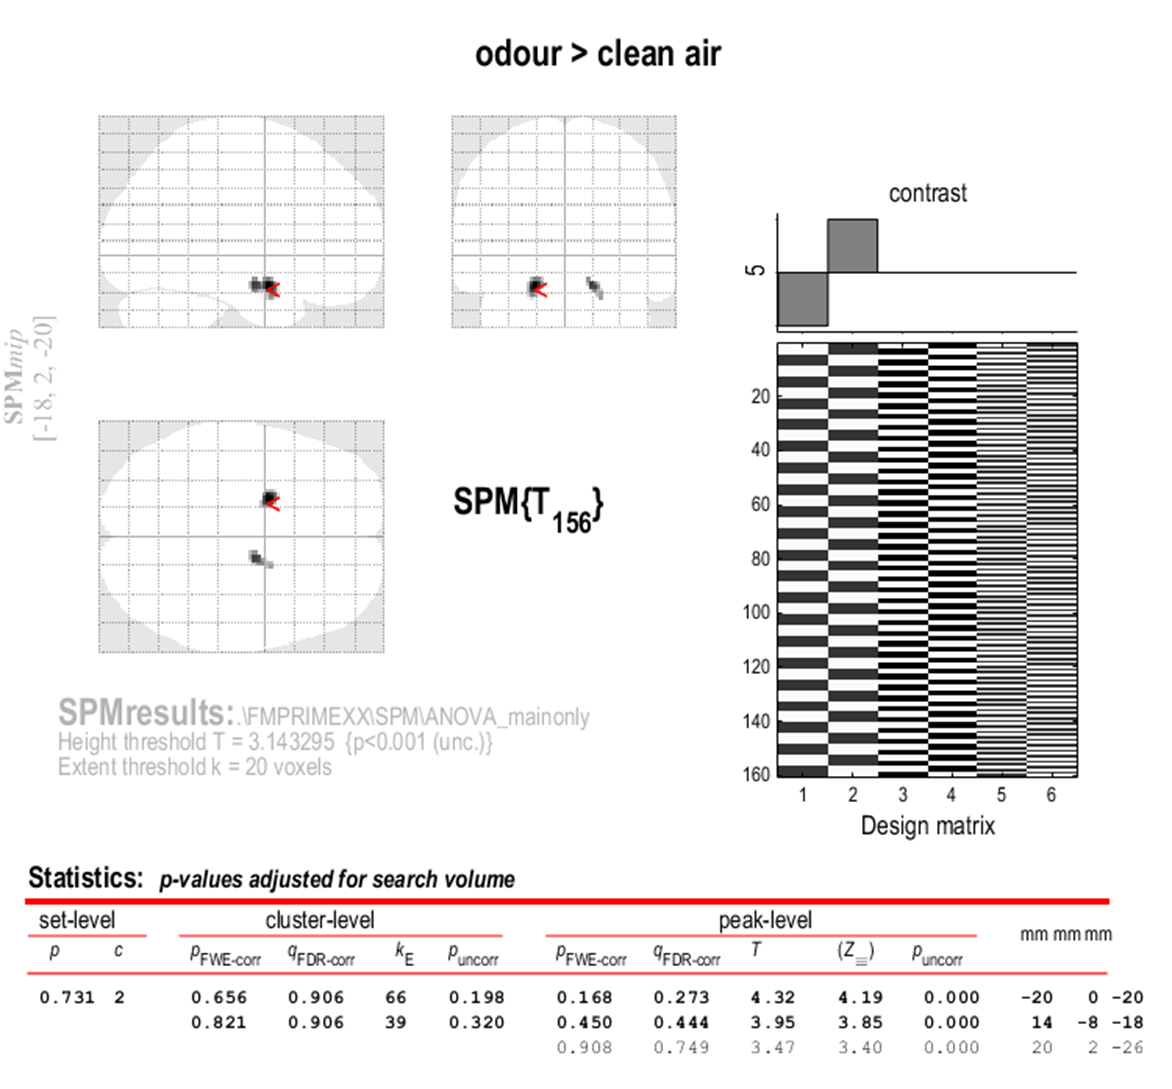 odour > clean air
contrast
5
SPMmip
[-18, 2, -20]
SPM{T156}
20
40
60
80
100
120
140
160
1 2 3 4 5 6
Design matrix
SPMresults: .\FMPRIMEXX\SPM\ANOVA_mainonly
Height threshold T = 3.143295 {p<0.001 (unc.)}
Extent threshold k = 20 voxels
Statistics: p-values adjusted for search volume
set-level cluster-level peak-level mm mm mm
p c pFWE-corr qFDR-corr kE puncorr pFWE-corr qFDR-corr T (Z≡) puncorr
0.731 2 0.656 0.906 66 0.198 0.168 0.273 4.32 4.19 0.000 -20 0 -20
0.821 0.906 39 0.320 0.450 0.444 3.95 3.85 0.000 14 -8 -18
0.908 0.749 3.47 3.40 0.000 20 2 -26